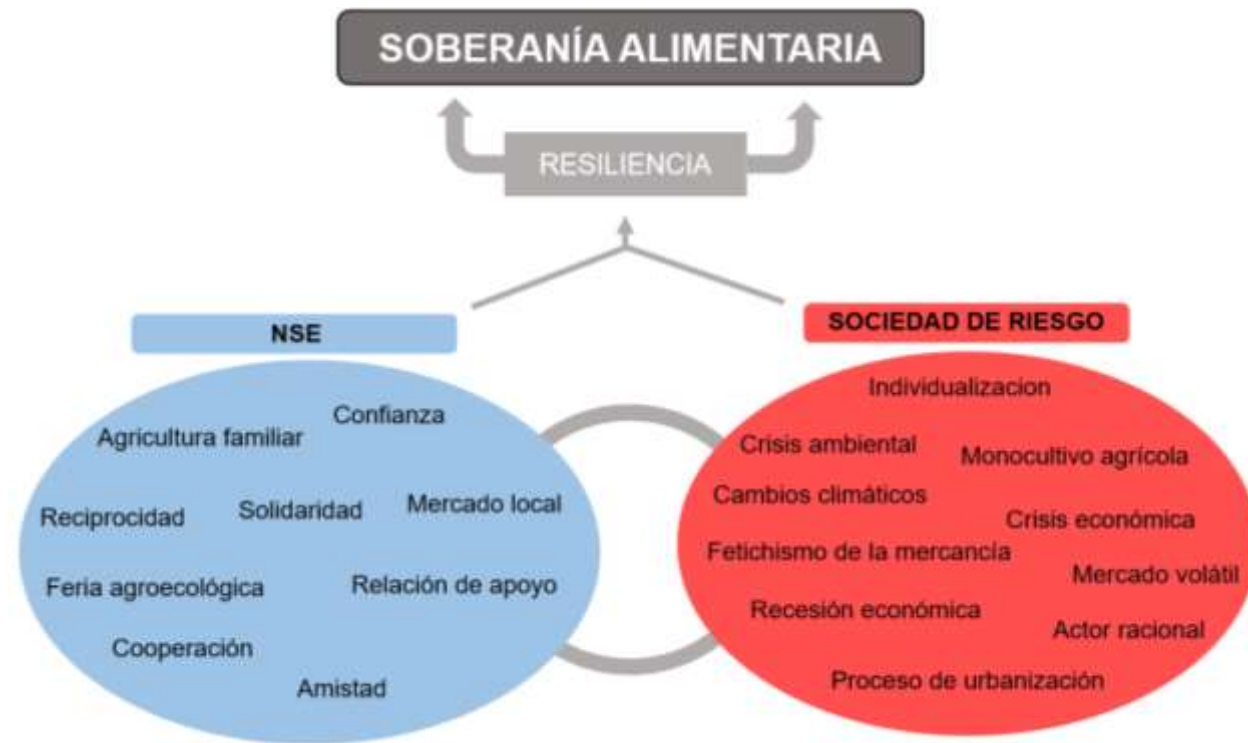 SOBERANÍA ALIMENTARIA
RESILIENCIA
NSE
Confianza
Agricultura familiar
Reciprocidad
Solidaridad
Mercado local
Feria agroecológica
Relación de apoyo
Cooperación
Amistad
SOCIEDAD DE RIESGO
Individualizacion
Crisis ambiental
Monocultivo agrícola
Cambios climáticos
Crisis económica
Fetichismo de la mercancía
Mercado volátil
Recesión económica
Actor racional
Proceso de urbanización